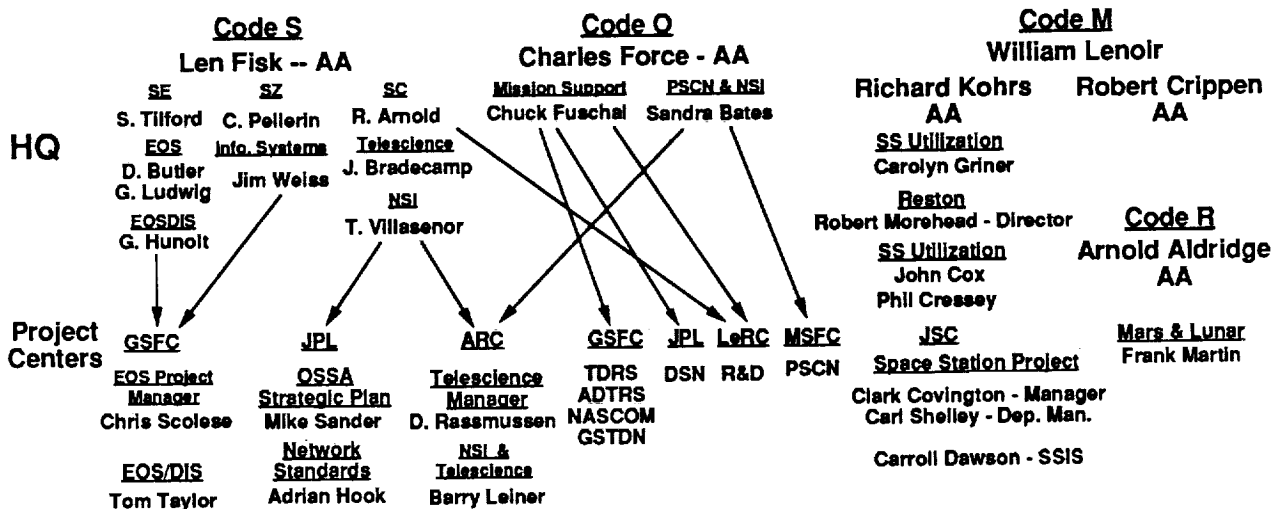 Code S
Len Fisk -- AA
SE
S. Tilford
EOS
D. Butler
G. Ludwig
EOSDIS
G. Hunolt
SZ
C. Pellerin
Info. Systems
Jim Weiss
SC
R. Arnold
Telescience
J. Bradecamp
NSI
T. Villasenor
Code O
Charles Force - AA
Mission Support
Chuck Fuschal
PSCN & NSI
Sandra Bates
Code M
William Lenoir
Richard Kohrs
AA
SS Utilization
Carolyn Griner
Reston
Robert Morehead - Director
SS Utilization
John Cox
Phil Cressey
Robert Crippen
AA
Code R
Arnold Aldridge
AA
HQ
Project
Centers
GSFC
EOS Project
Manager
Chris Scolese
EOS/DIS
Tom Taylor
JPL
OSSA
Strategic Plan
Mike Sander
Network
Standards
Adrian Hook
ARC
Telescience
Manager
D. Rassmussen
NSI &
Telescience
Barry Leiner
GSFC
TDRS
ADTRS
NASCOM
GSTDN
JPL
DSN
LeRC
R&D
MSFC
PSCN
JSC
Space Station Project
Clark Covington - Manager
Carl Shelley - Dep. Man.
Carroll Dawson - SSIS
Mars & Lunar
Frank Martin